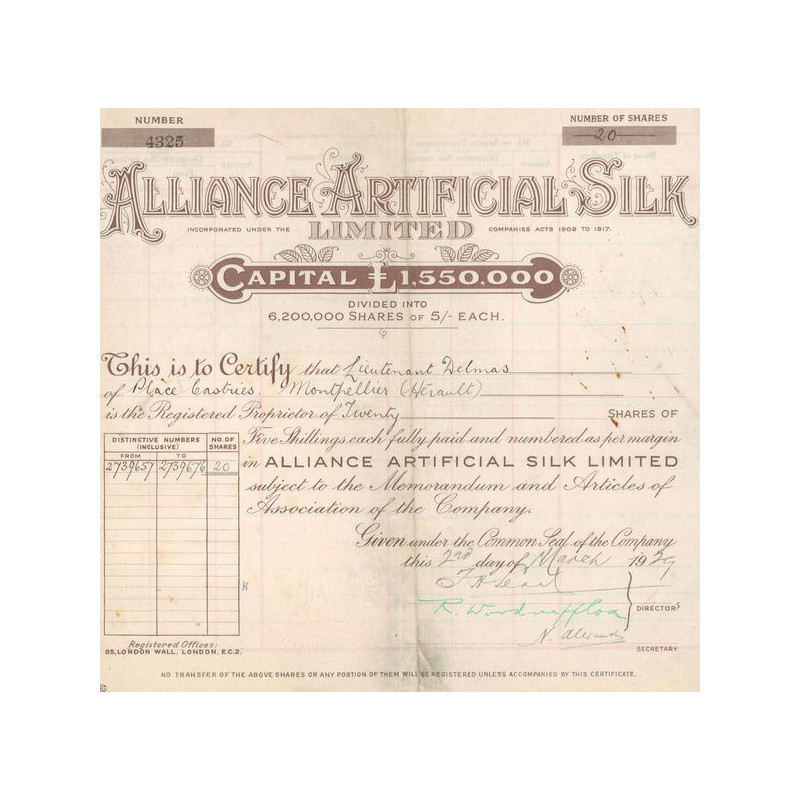 NUMBER
4325
NUMBER OF SHARES
20
ALLIANCE ARTIFICIAL SILK
INCORPORATED UNDER THE LIMITED COMPANIES ACTS 1908 TO 1917.
CAPITAL £1,550,000
DIVIDED INTO
6,200,000 SHARES OF 5/- EACH.
This is to Certify that Lieutenant Delmas
of Place Castries. Montpellier (Hérault)
is the Registered Proprietor of Twenty SHARES OF
Five Shillings each fully paid and numbered as per margin
in ALLIANCE ARTIFICIAL SILK LIMITED
subject to the Memorandum and Articles of
Association of the Company.
DISTINCTIVE NUMBERS (INCLUSIVE) NO. OF SHARES
FROM TO
2739657 2739676 20
Given under the Common Seal of the Company
this 2nd day of March 1929
DIRECTORS
SECRETARY.
Registered Offices:
85, LONDON WALL, LONDON, E.C.2.
NO TRANSFER OF THE ABOVE SHARES OR ANY PORTION OF THEM WILL BE REGISTERED UNLESS ACCOMPANIED BY THIS CERTIFICATE.